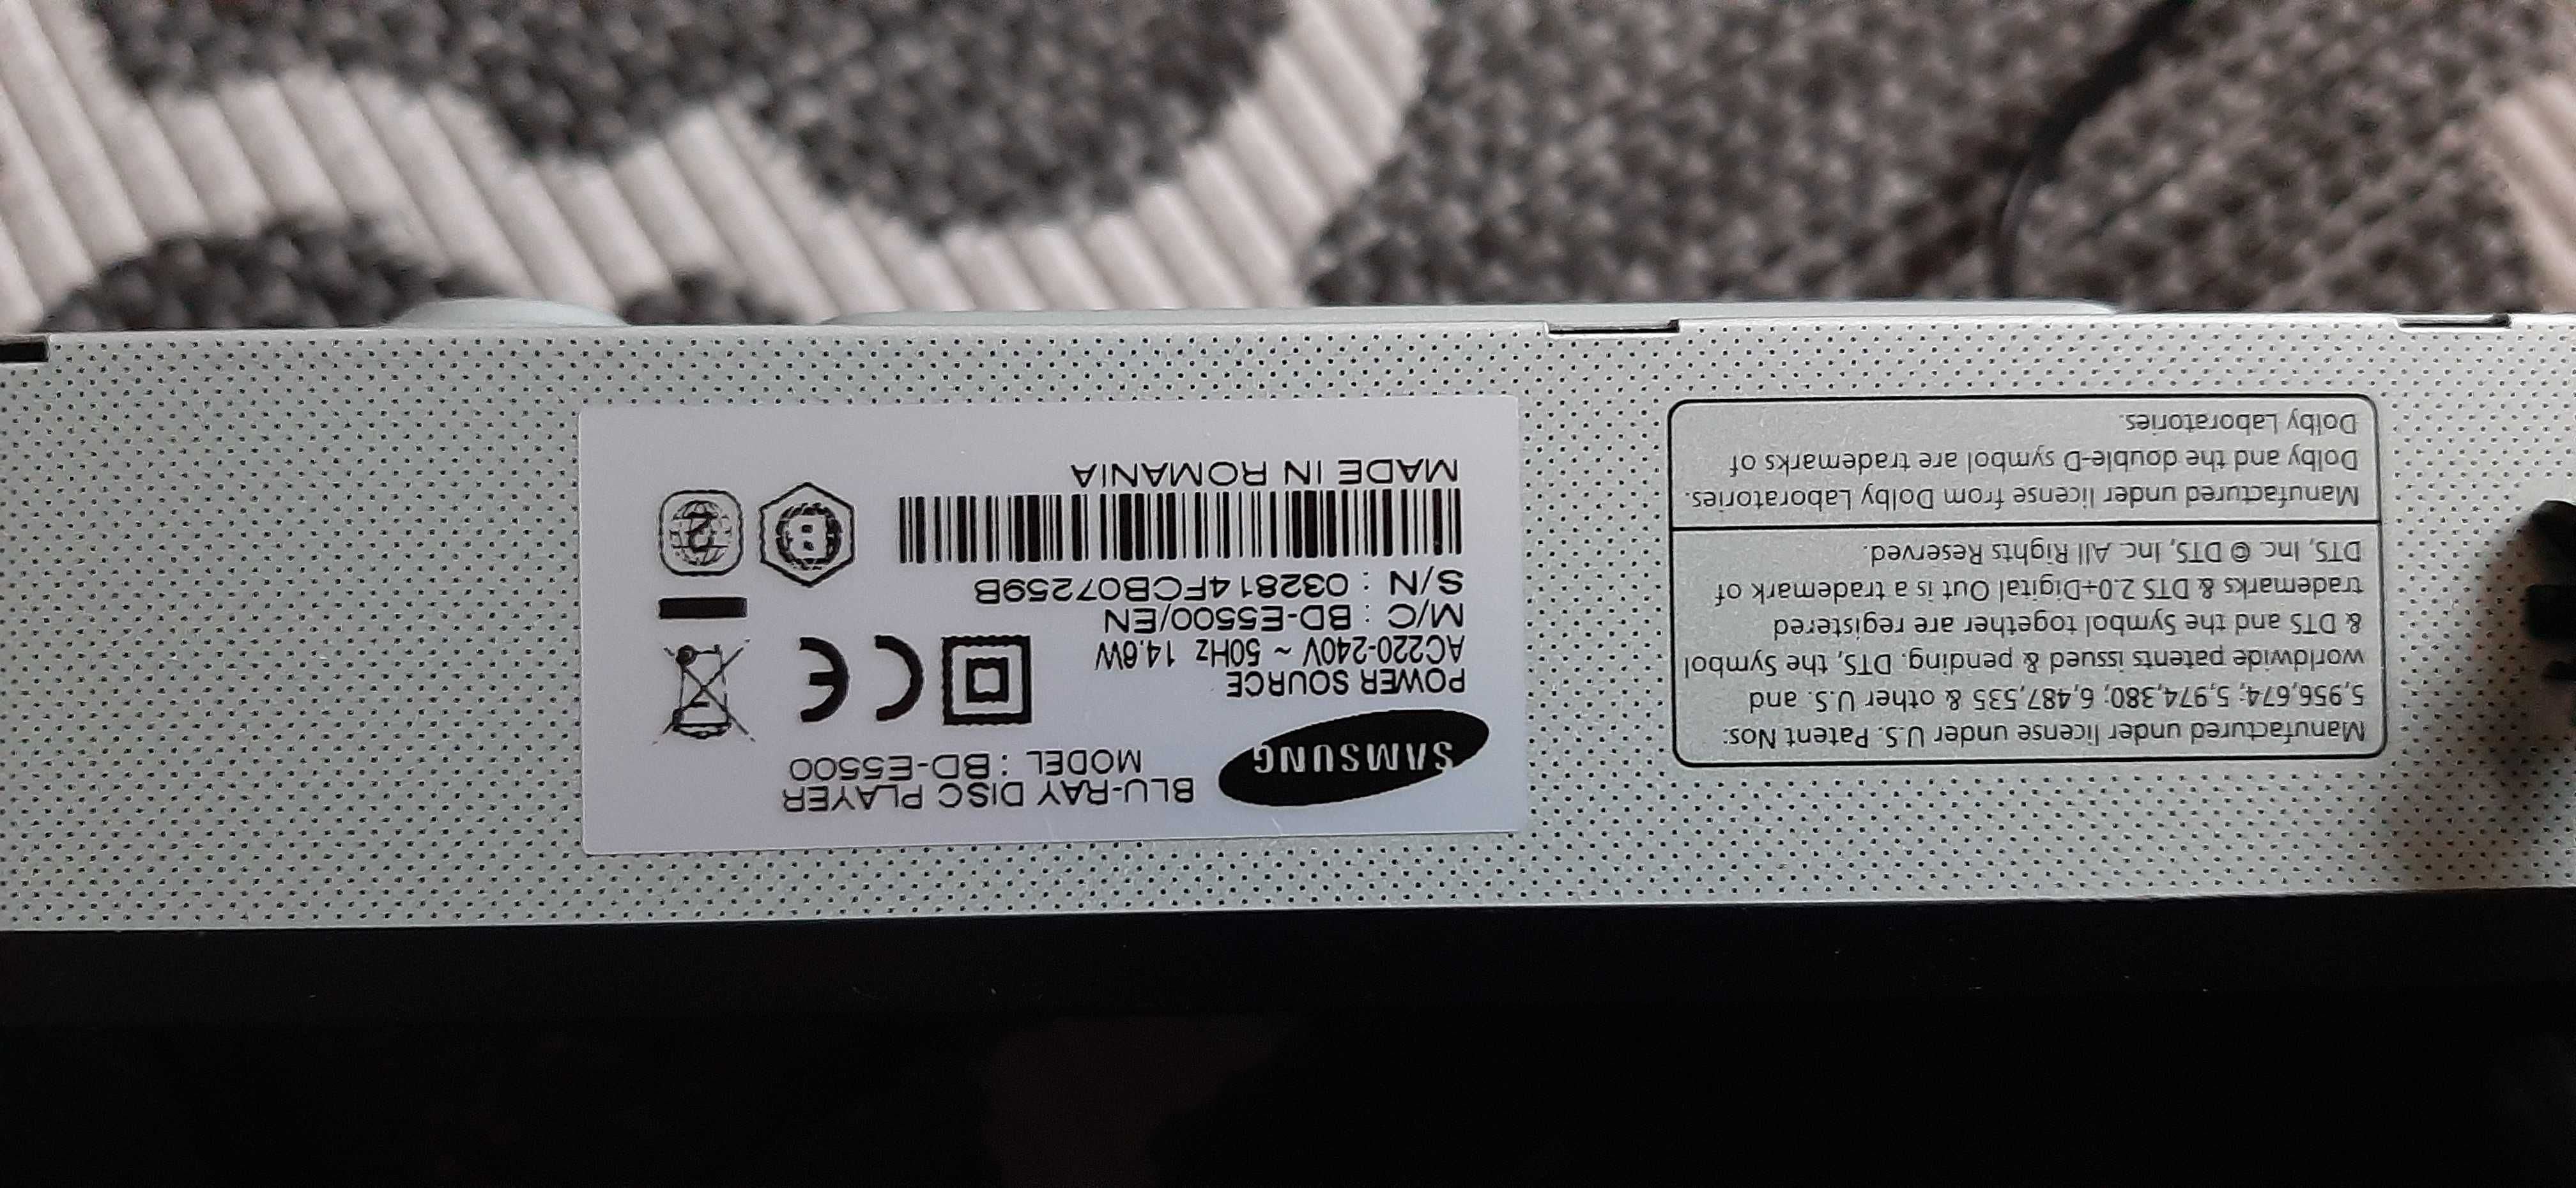 SAMSUNG
BLU-RAY DISC PLAYER
MODEL : BD-E5500
POWER SOURCE
AC220-240V ~ 50Hz 14.6W
M/C : BD-E5500/EN
S/N : 032814FCB07259B
MADE IN ROMANIA
CE
B
2
Manufactured under license under U.S. Patent Nos:
5,956,674; 5,974,380; 6,487,535 & other U.S. and
worldwide patents issued & pending. DTS, the Symbol
& DTS and the Symbol together are registered
trademarks & DTS 2.0+Digital Out is a trademark of
DTS, Inc. © DTS, Inc. All Rights Reserved.
Manufactured under license from Dolby Laboratories.
Dolby and the double-D symbol are trademarks of
Dolby Laboratories.